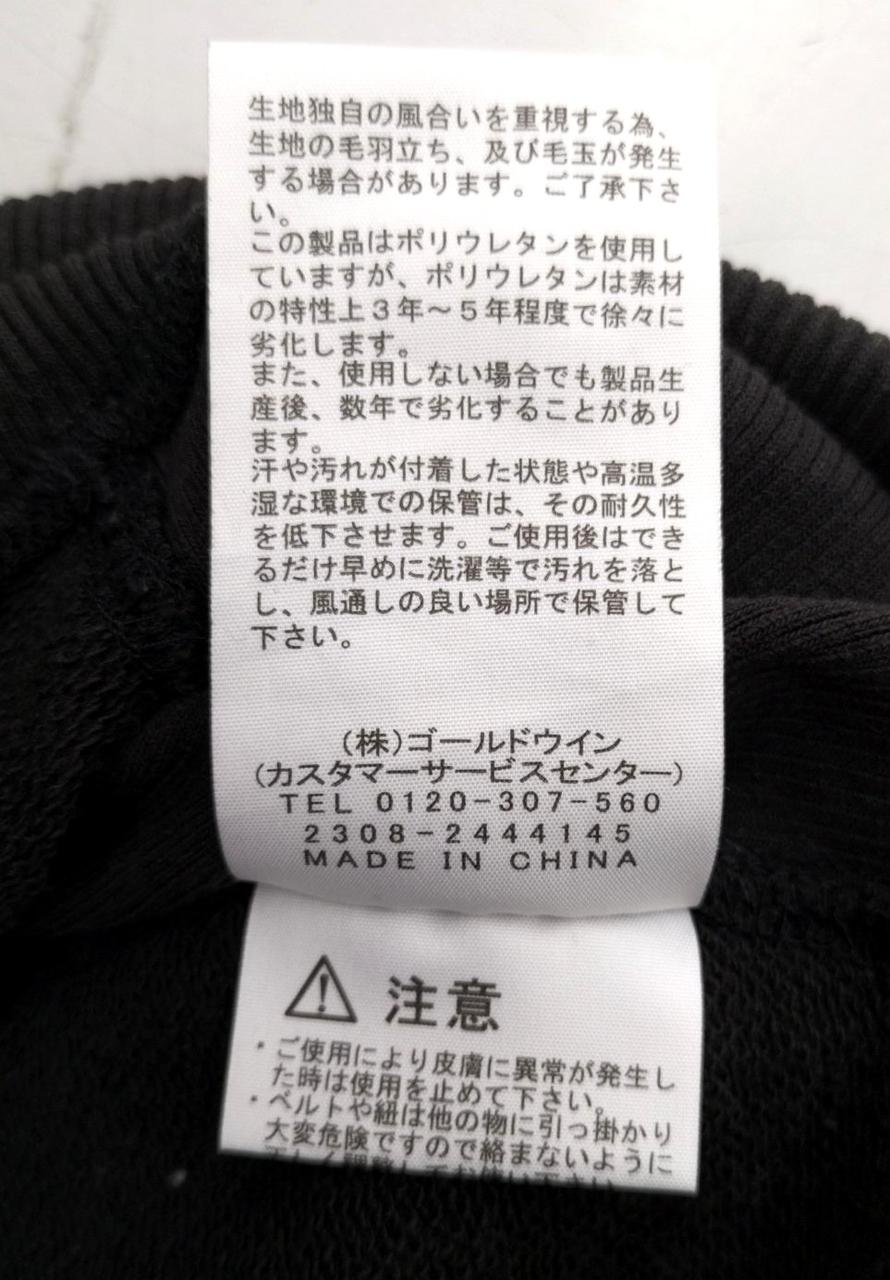 生地独自の風合いを重視する為、
生地の毛羽立ち、及び毛玉が発生
する場合があります。ご了承下さ
い。
この製品はポリウレタンを使用し
ていますが、ポリウレタンは素材
の特性上3年～5年程度で徐々に
劣化します。
また、使用しない場合でも製品生
産後、数年で劣化することがあり
ます。
汗や汚れが付着した状態や高温多
湿な環境での保管は、その耐久性
を低下させます。ご使用後はでき
るだけ早めに洗濯等で汚れを落と
し、風通しの良い場所で保管して
下さい。
(株)ゴールドウイン
(カスタマーサービスセンター)
TEL 0120-307-560
2308-2444145
MADE IN CHINA
注意
・ご使用により皮膚に異常が発生し
た時は使用を止めて下さい。
・ベルトや紐は他の物に引っ掛かり
大変危険ですので絡まないように
正しく調整してお使い下さい。